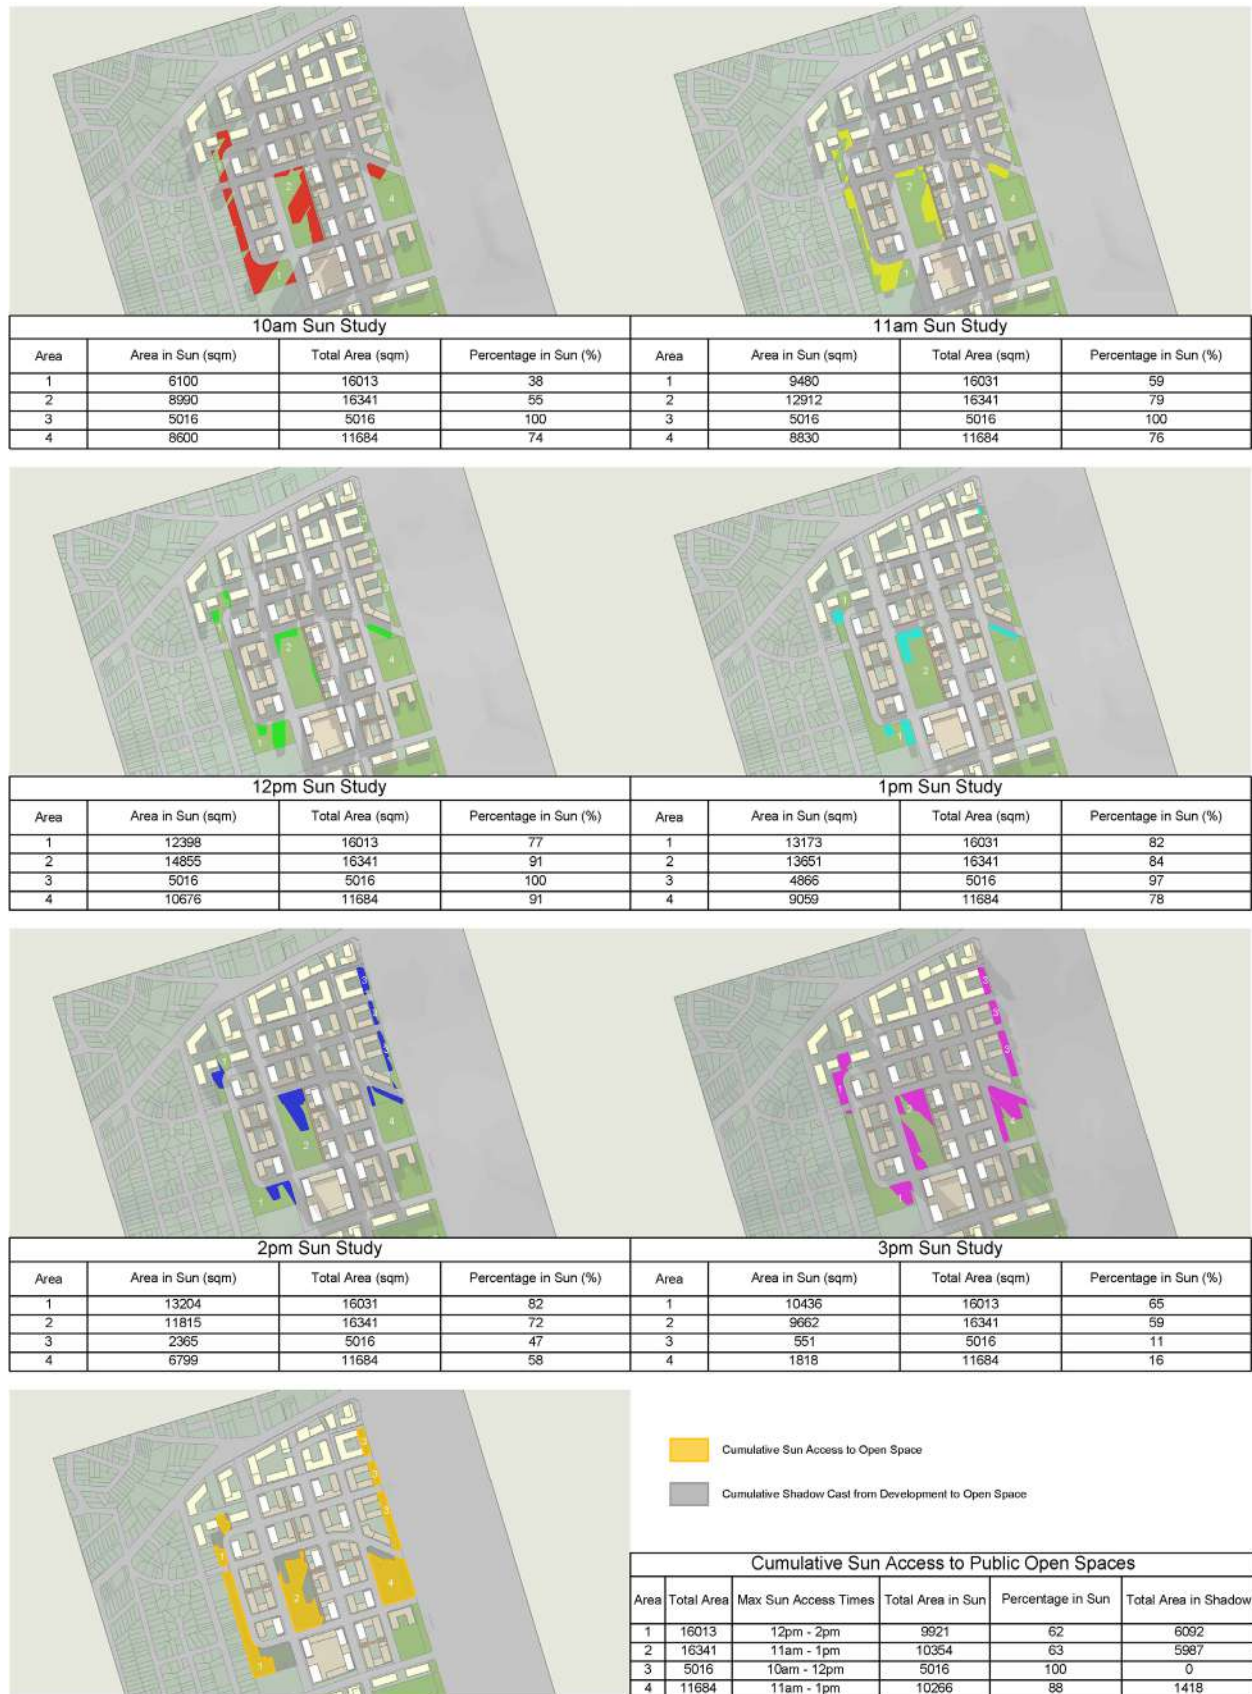 10am Sun Study
Area Area in Sun (sqm) Total Area (sqm) Percentage in Sun (%)
1 6100 16013 38
2 8990 16341 55
3 5016 5016 100
4 8600 11684 74
11am Sun Study
Area Area in Sun (sqm) Total Area (sqm) Percentage in Sun (%)
1 9480 16031 59
2 12912 16341 79
3 5016 5016 100
4 8830 11684 76
12pm Sun Study
Area Area in Sun (sqm) Total Area (sqm) Percentage in Sun (%)
1 12398 16013 77
2 14855 16341 91
3 5016 5016 100
4 10676 11684 91
1pm Sun Study
Area Area in Sun (sqm) Total Area (sqm) Percentage in Sun (%)
1 13173 16031 82
2 13651 16341 84
3 4866 5016 97
4 9059 11684 78
2pm Sun Study
Area Area in Sun (sqm) Total Area (sqm) Percentage in Sun (%)
1 13204 16031 82
2 11815 16341 72
3 2365 5016 47
4 6799 11684 58
3pm Sun Study
Area Area in Sun (sqm) Total Area (sqm) Percentage in Sun (%)
1 10436 16013 65
2 9662 16341 59
3 551 5016 11
4 1818 11684 16
Cumulative Sun Access to Open Space
Cumulative Shadow Cast from Development to Open Space
Cumulative Sun Access to Public Open Spaces
Area Total Area Max Sun Access Times Total Area in Sun Percentage in Sun Total Area in Shadow
1 16013 12pm - 2pm 9921 62 6092
2 16341 11am - 1pm 10354 63 5987
3 5016 10am - 12pm 5016 100 0
4 11684 11am - 1pm 10266 88 1418